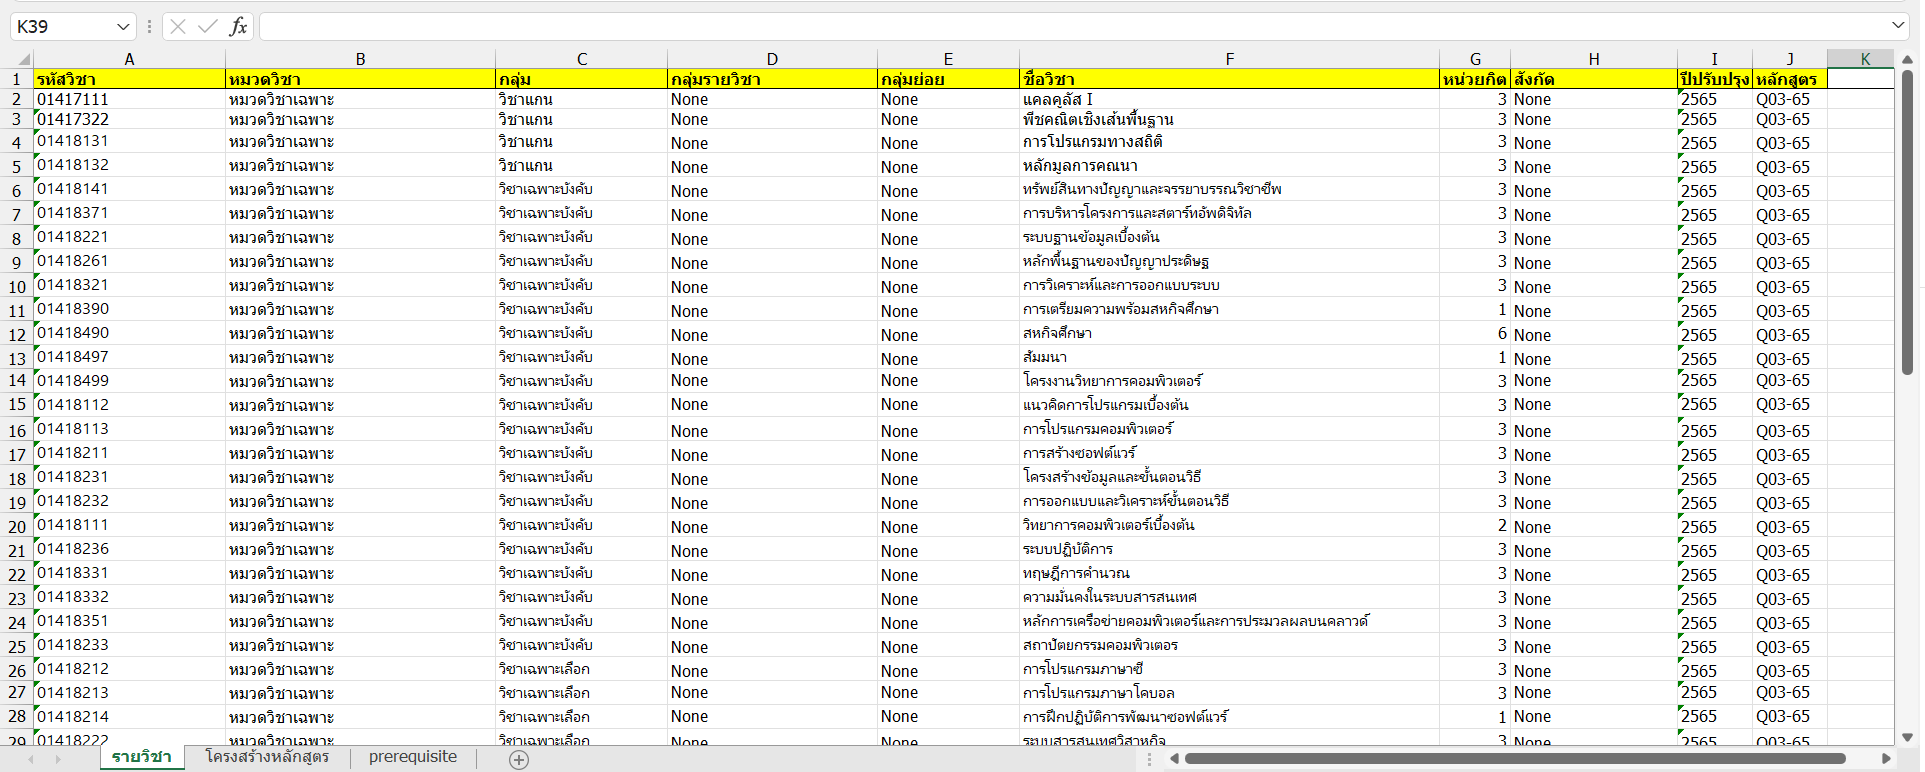 K39 fx
A B C D E F G H I J K
1 รหัสวิชา หมวดวิชา กลุ่ม กลุ่มรายวิชา กลุ่มย่อย ชื่อวิชา หน่วยกิต สังกัด ปีปรับปรุง หลักสูตร
2 01417111 หมวดวิชาเฉพาะ วิชาแกน None None แคลคูลัส I 3 None 2565 Q03-65
3 01417322 หมวดวิชาเฉพาะ วิชาแกน None None พีชคณิตเชิงเส้นพื้นฐาน 3 None 2565 Q03-65
4 01418131 หมวดวิชาเฉพาะ วิชาแกน None None การโปรแกรมทางสถิติ 3 None 2565 Q03-65
5 01418132 หมวดวิชาเฉพาะ วิชาแกน None None หลักมูลการคณนา 3 None 2565 Q03-65
6 01418141 หมวดวิชาเฉพาะ วิชาเฉพาะบังคับ None None ทรัพย์สินทางปัญญาและจรรยาบรรณวิชาชีพ 3 None 2565 Q03-65
7 01418371 หมวดวิชาเฉพาะ วิชาเฉพาะบังคับ None None การบริหารโครงการและสตาร์ทอัพดิจิทัล 3 None 2565 Q03-65
8 01418221 หมวดวิชาเฉพาะ วิชาเฉพาะบังคับ None None ระบบฐานข้อมูลเบื้องต้น 3 None 2565 Q03-65
9 01418261 หมวดวิชาเฉพาะ วิชาเฉพาะบังคับ None None หลักพื้นฐานของปัญญาประดิษฐ 3 None 2565 Q03-65
10 01418321 หมวดวิชาเฉพาะ วิชาเฉพาะบังคับ None None การวิเคราะห์และการออกแบบระบบ 3 None 2565 Q03-65
11 01418390 หมวดวิชาเฉพาะ วิชาเฉพาะบังคับ None None การเตรียมความพร้อมสหกิจศึกษา 1 None 2565 Q03-65
12 01418490 หมวดวิชาเฉพาะ วิชาเฉพาะบังคับ None None สหกิจศึกษา 6 None 2565 Q03-65
13 01418497 หมวดวิชาเฉพาะ วิชาเฉพาะบังคับ None None สัมมนา 1 None 2565 Q03-65
14 01418499 หมวดวิชาเฉพาะ วิชาเฉพาะบังคับ None None โครงงานวิทยาการคอมพิวเตอร์ 3 None 2565 Q03-65
15 01418112 หมวดวิชาเฉพาะ วิชาเฉพาะบังคับ None None แนวคิดการโปรแกรมเบื้องต้น 3 None 2565 Q03-65
16 01418113 หมวดวิชาเฉพาะ วิชาเฉพาะบังคับ None None การโปรแกรมคอมพิวเตอร์ 3 None 2565 Q03-65
17 01418211 หมวดวิชาเฉพาะ วิชาเฉพาะบังคับ None None การสร้างซอฟต์แวร์ 3 None 2565 Q03-65
18 01418231 หมวดวิชาเฉพาะ วิชาเฉพาะบังคับ None None โครงสร้างข้อมูลและขั้นตอนวิธี 3 None 2565 Q03-65
19 01418232 หมวดวิชาเฉพาะ วิชาเฉพาะบังคับ None None การออกแบบและวิเคราะห์ขั้นตอนวิธี 3 None 2565 Q03-65
20 01418111 หมวดวิชาเฉพาะ วิชาเฉพาะบังคับ None None วิทยาการคอมพิวเตอร์เบื้องต้น 2 None 2565 Q03-65
21 01418236 หมวดวิชาเฉพาะ วิชาเฉพาะบังคับ None None ระบบปฏิบัติการ 3 None 2565 Q03-65
22 01418331 หมวดวิชาเฉพาะ วิชาเฉพาะบังคับ None None ทฤษฎีการคำนวณ 3 None 2565 Q03-65
23 01418332 หมวดวิชาเฉพาะ วิชาเฉพาะบังคับ None None ความมั่นคงในระบบสารสนเทศ 3 None 2565 Q03-65
24 01418351 หมวดวิชาเฉพาะ วิชาเฉพาะบังคับ None None หลักการเครือข่ายคอมพิวเตอร์และการประมวลผลบนคลาวด์ 3 None 2565 Q03-65
25 01418233 หมวดวิชาเฉพาะ วิชาเฉพาะบังคับ None None สถาปัตยกรรมคอมพิวเตอร 3 None 2565 Q03-65
26 01418212 หมวดวิชาเฉพาะ วิชาเฉพาะเลือก None None การโปรแกรมภาษาซี 3 None 2565 Q03-65
27 01418213 หมวดวิชาเฉพาะ วิชาเฉพาะเลือก None None การโปรแกรมภาษาโคบอล 3 None 2565 Q03-65
28 01418214 หมวดวิชาเฉพาะ วิชาเฉพาะเลือก None None การฝึกปฏิบัติการพัฒนาซอฟต์แวร์ 1 None 2565 Q03-65
29 01418222 หมวดวิชาเฉพาะ วิชาเฉพาะเลือก None None ระบบสารสนเทศวิสาหกิจ 3 None 2565 Q03-65
รายวิชา โครงสร้างหลักสูตร prerequisite